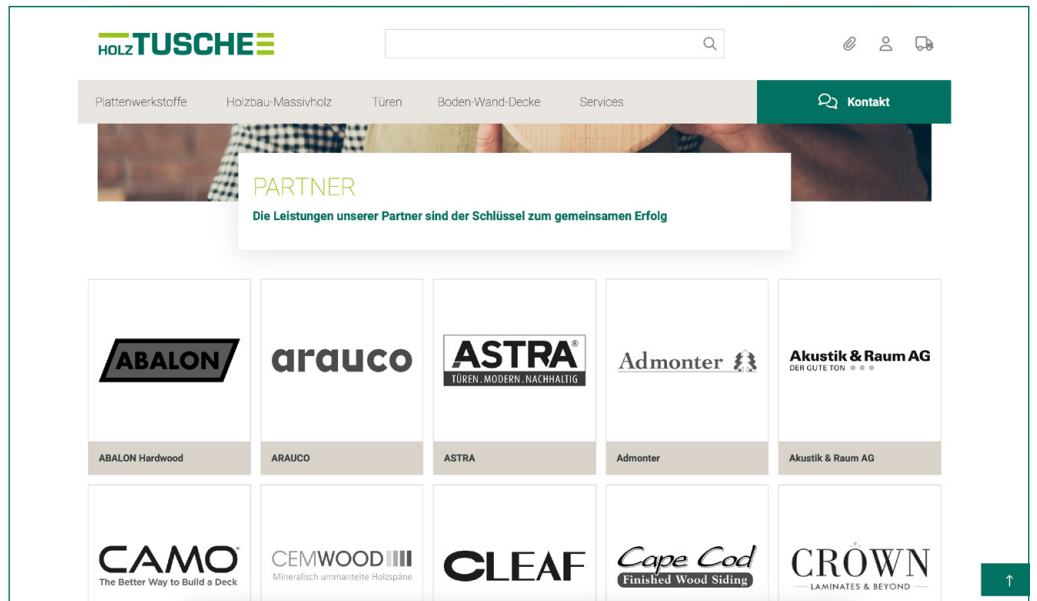 HOLZ TUSCHE
Plattenwerkstoffe Holzbau-Massivholz Türen Boden-Wand-Decke Services Kontakt
PARTNER
Die Leistungen unserer Partner sind der Schlüssel zum gemeinsamen Erfolg
ABALON
arauco
ASTRA®
TÜREN.MODERN.NACHHALTIG
Admonter
Akustik & Raum AG
DER GUTE TON
ABALON Hardwood
ARAUCO
ASTRA
Admonter
Akustik & Raum AG
CAMO®
The Better Way to Build a Deck
CEMWOOD
Mineralisch ummantelte Holzspäne
CLEAF
Cape Cod
Finished Wood Siding
CROWN
LAMINATES & BEYOND